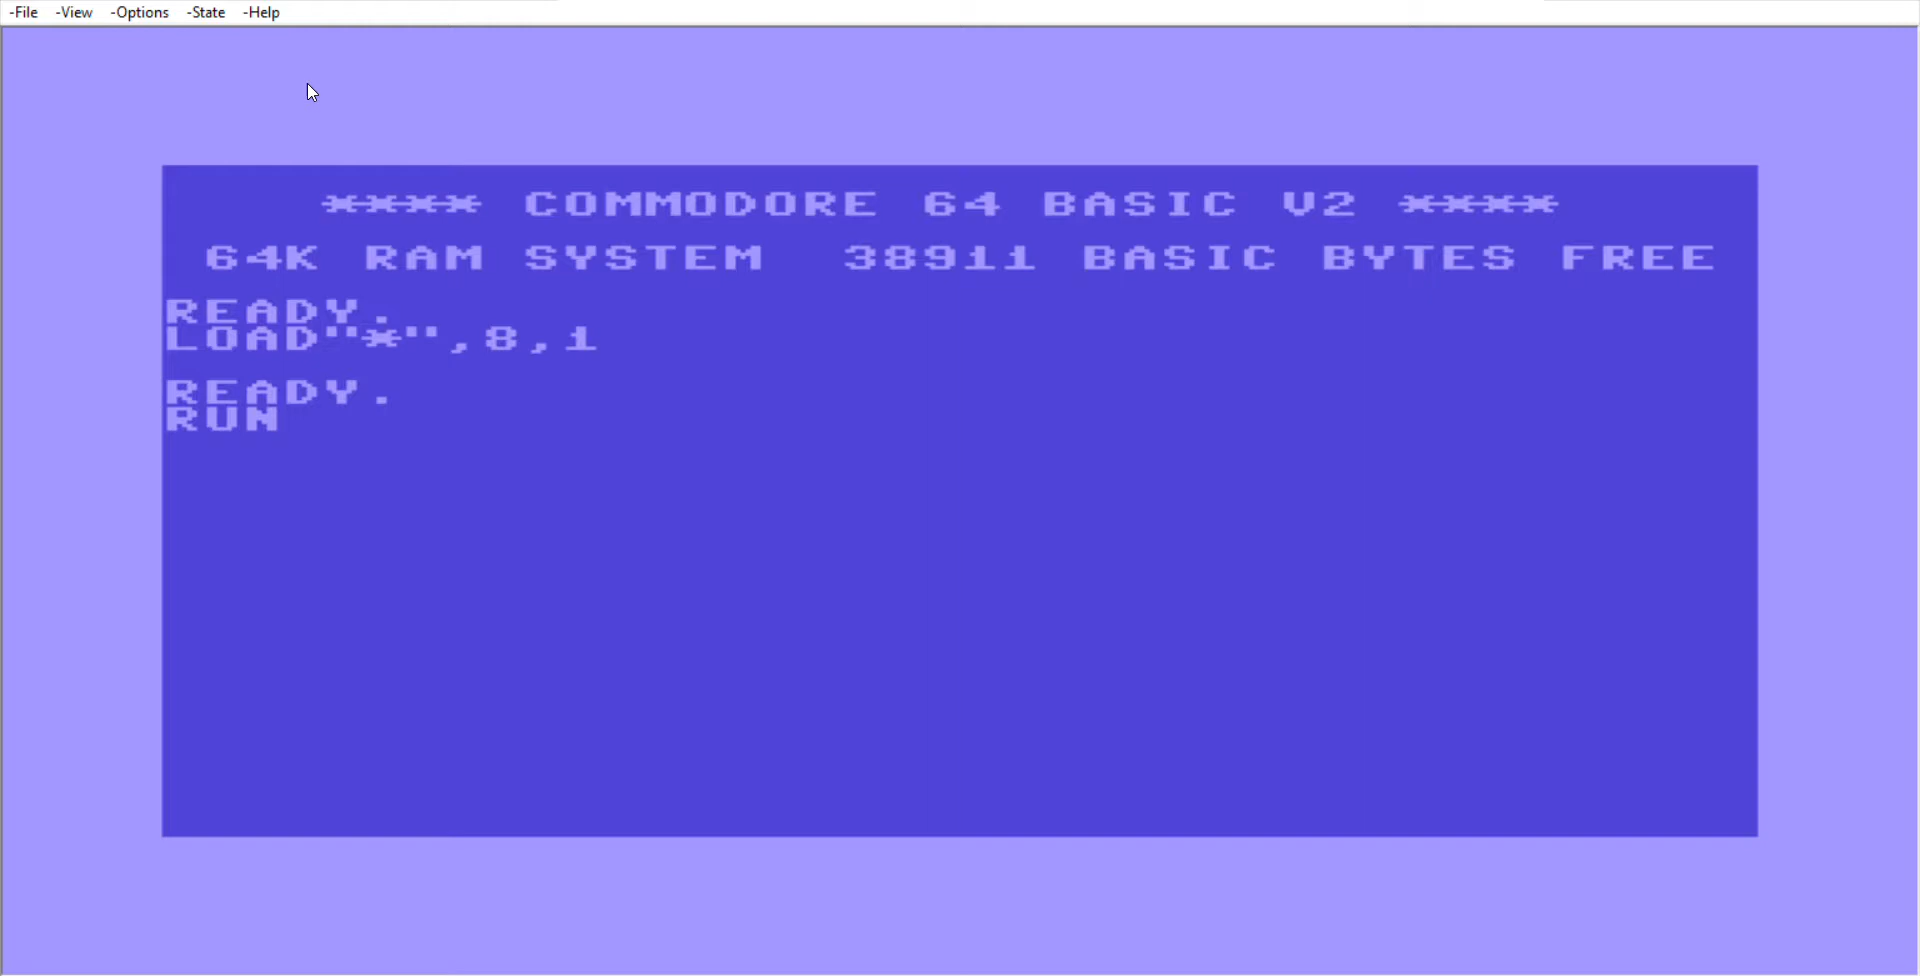 -File -View -Options -State -Help
**** COMMODORE 64 BASIC V2 ****
64K RAM SYSTEM 38911 BASIC BYTES FREE
READY.
LOAD"*",8,1
READY.
RUN